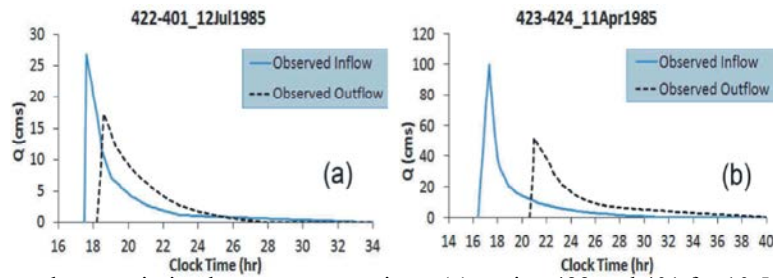 422-401_12Jul1985
30
25
20
15
10
5
0
Q (cms)
Observed Inflow
Observed Outflow
(a)
16 18 20 22 24 26 28 30 32 34
Clock Time (hr)
423-424_11Apr1985
120
100
80
60
40
20
0
Q (cms)
Observed Inflow
Observed Outflow
(b)
14 16 18 20 22 24 26 28 30 32 34 36 38 40
Clock Time (hr)